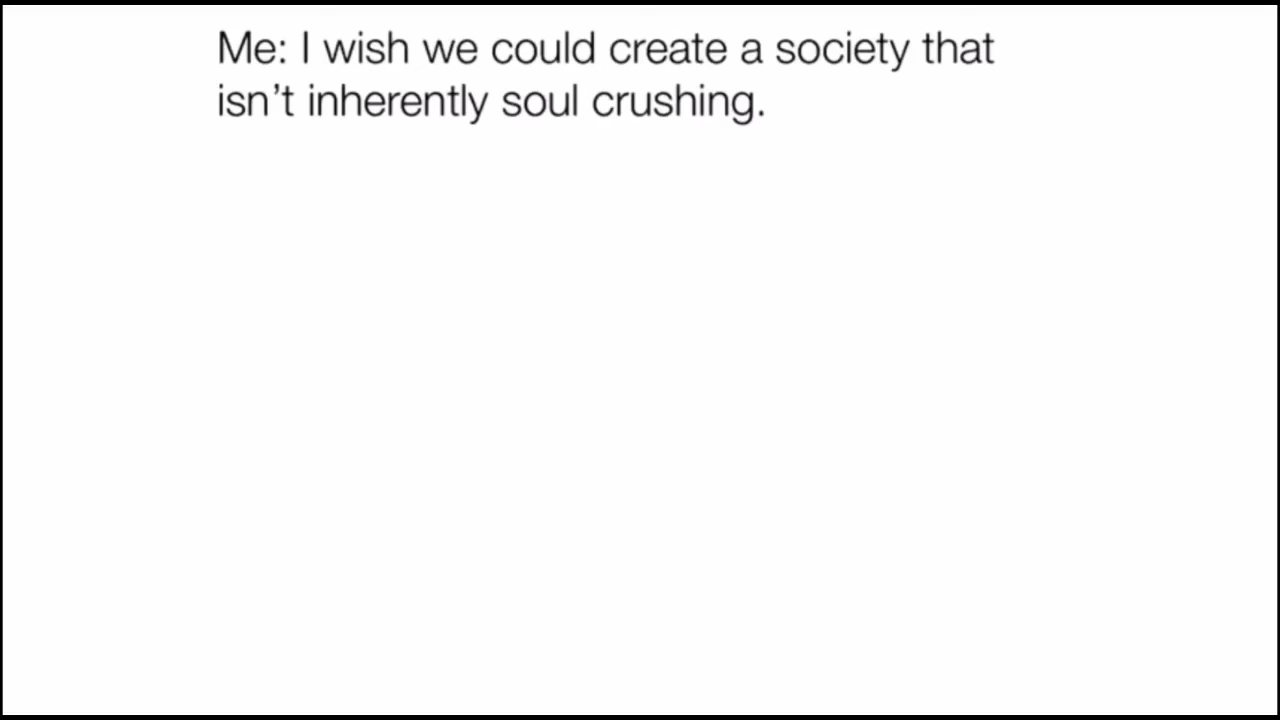 Me: I wish we could create a society that
isn’t inherently soul crushing.